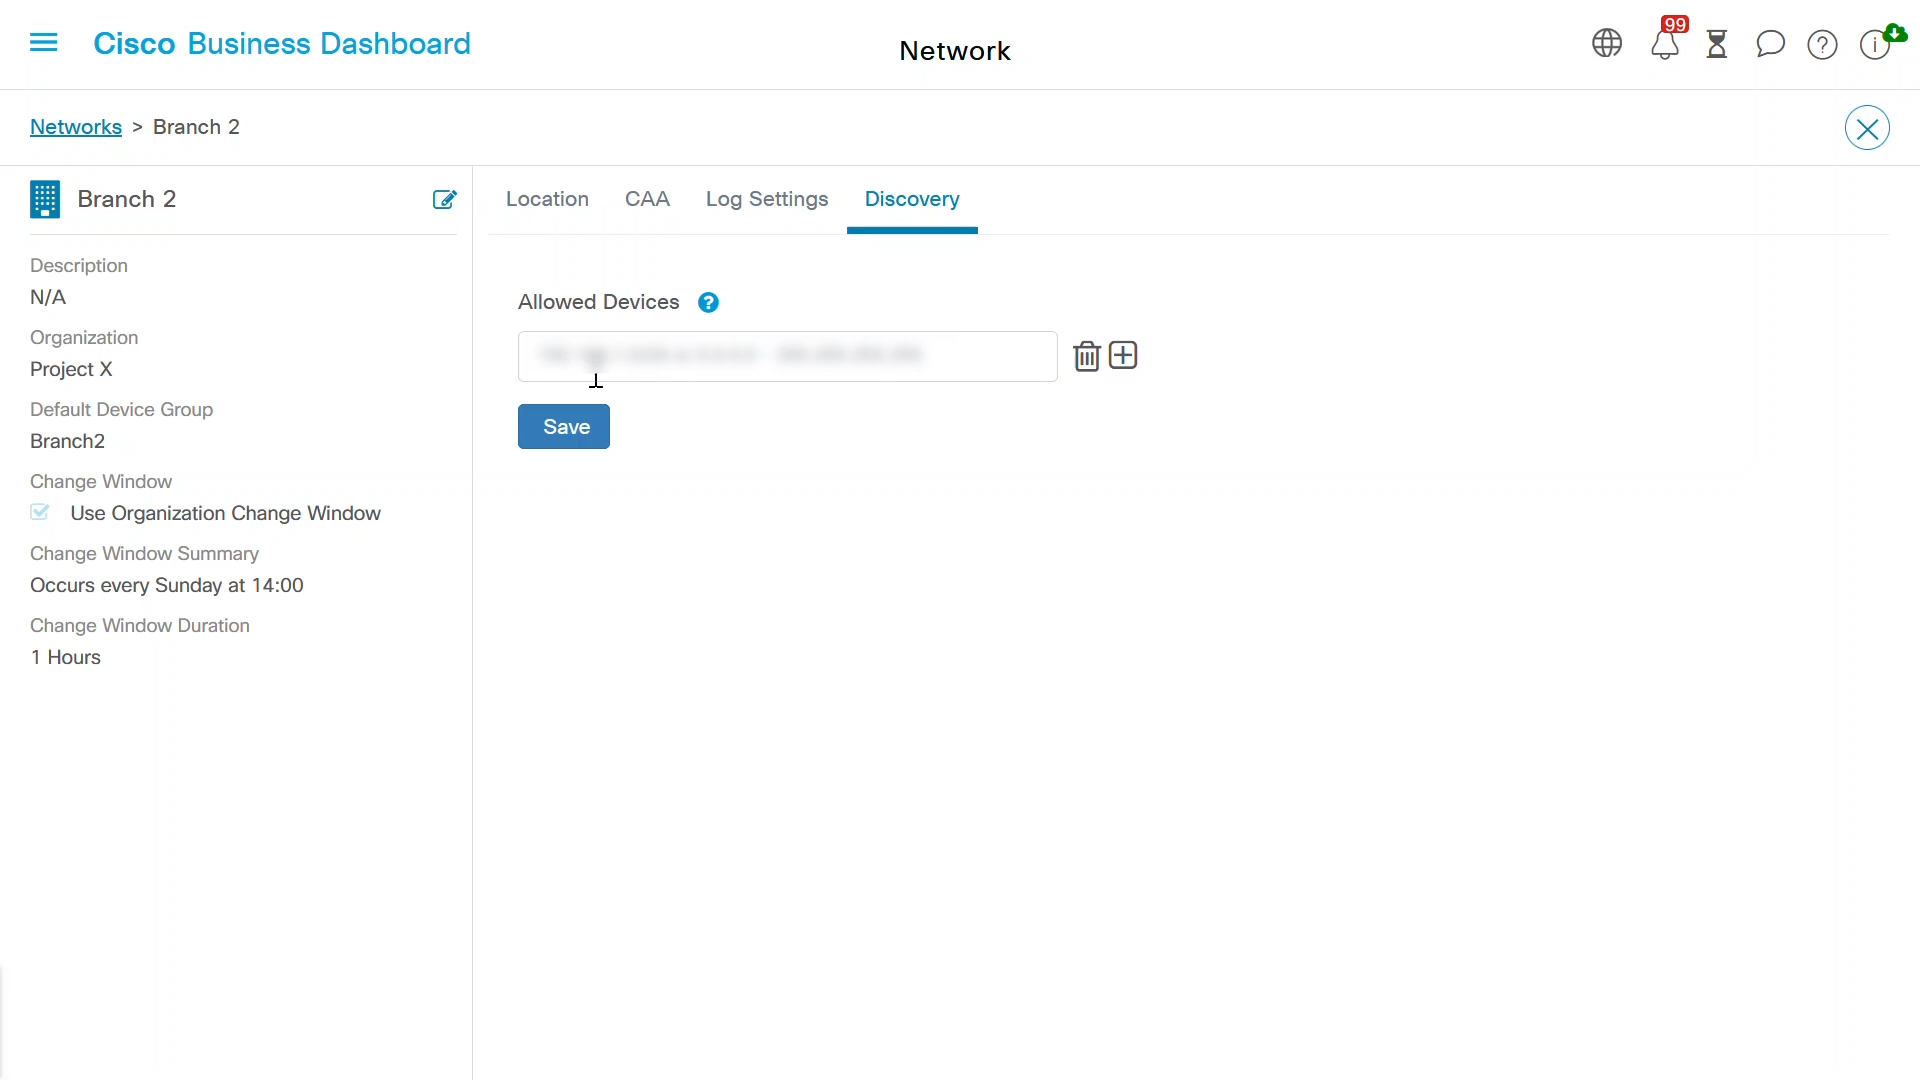 Cisco Business Dashboard
Network
99
Networks > Branch 2
Branch 2
Location CAA Log Settings Discovery
Description
N/A
Organization
Project X
Default Device Group
Branch2
Change Window
Use Organization Change Window
Change Window Summary
Occurs every Sunday at 14:00
Change Window Duration
1 Hours
Allowed Devices
Save